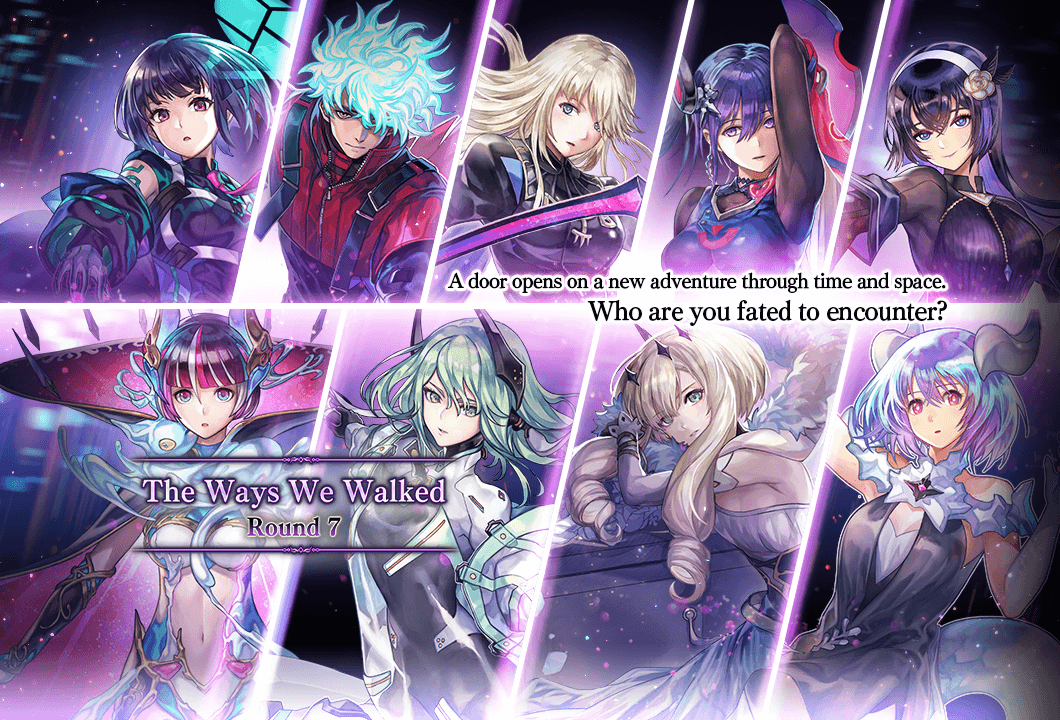 A door opens on a new adventure through time and space.
Who are you fated to encounter?
The Ways We Walked
Round 7